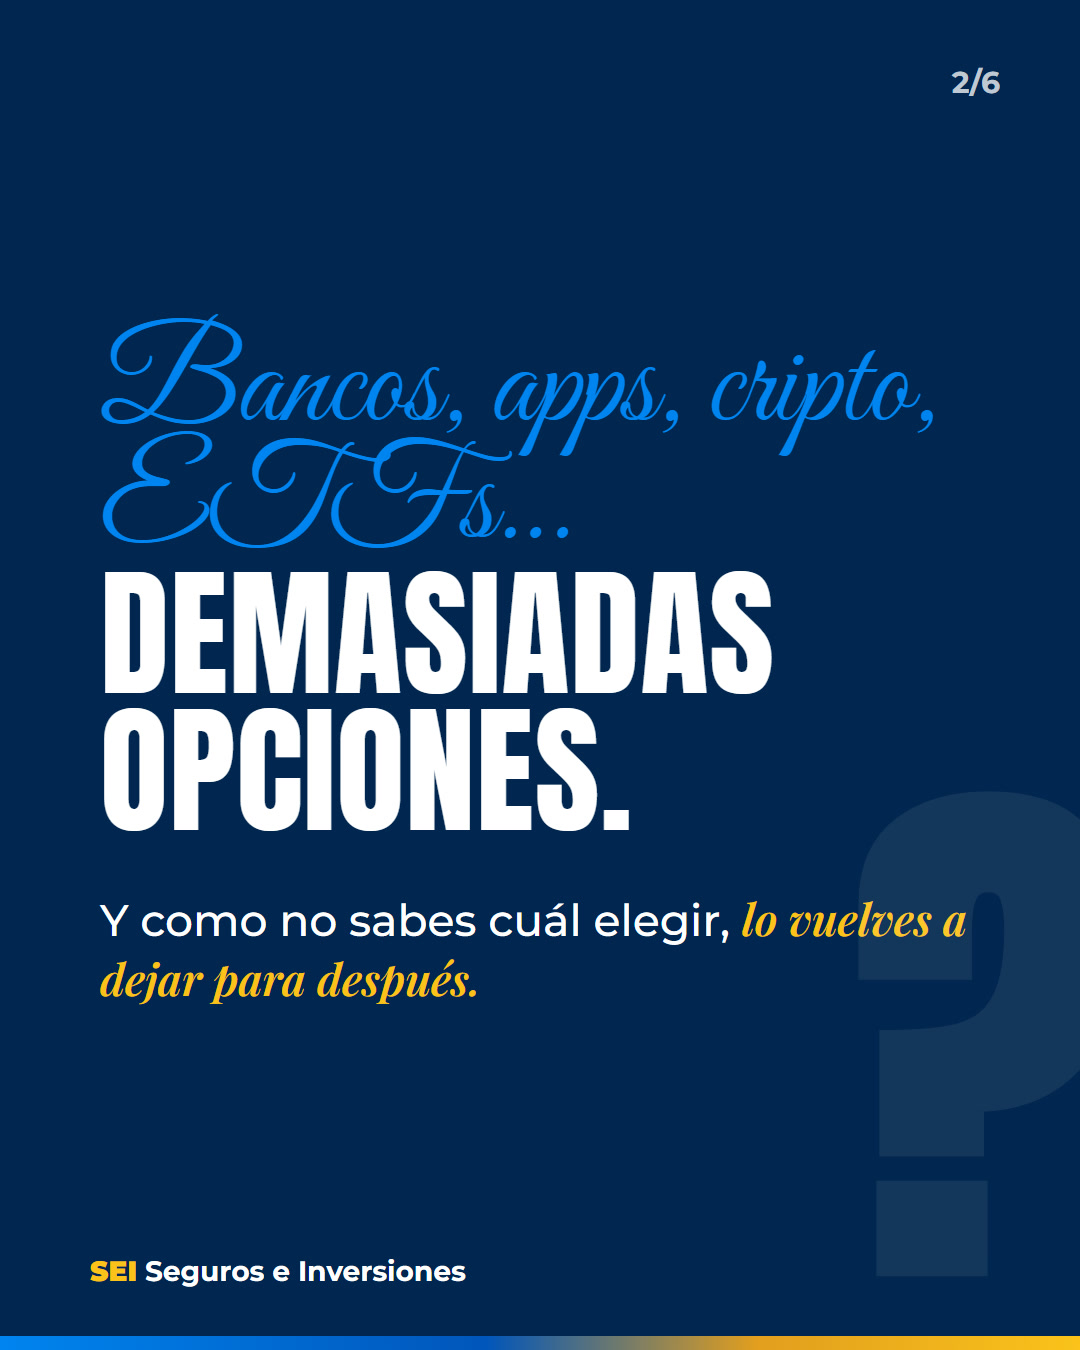 2/6
Bancos, apps, cripto,
ETFs...
DEMASIADAS
OPCIONES.
Y como no sabes cuál elegir, lo vuelves a
dejar para después.
?
SEI Seguros e Inversiones